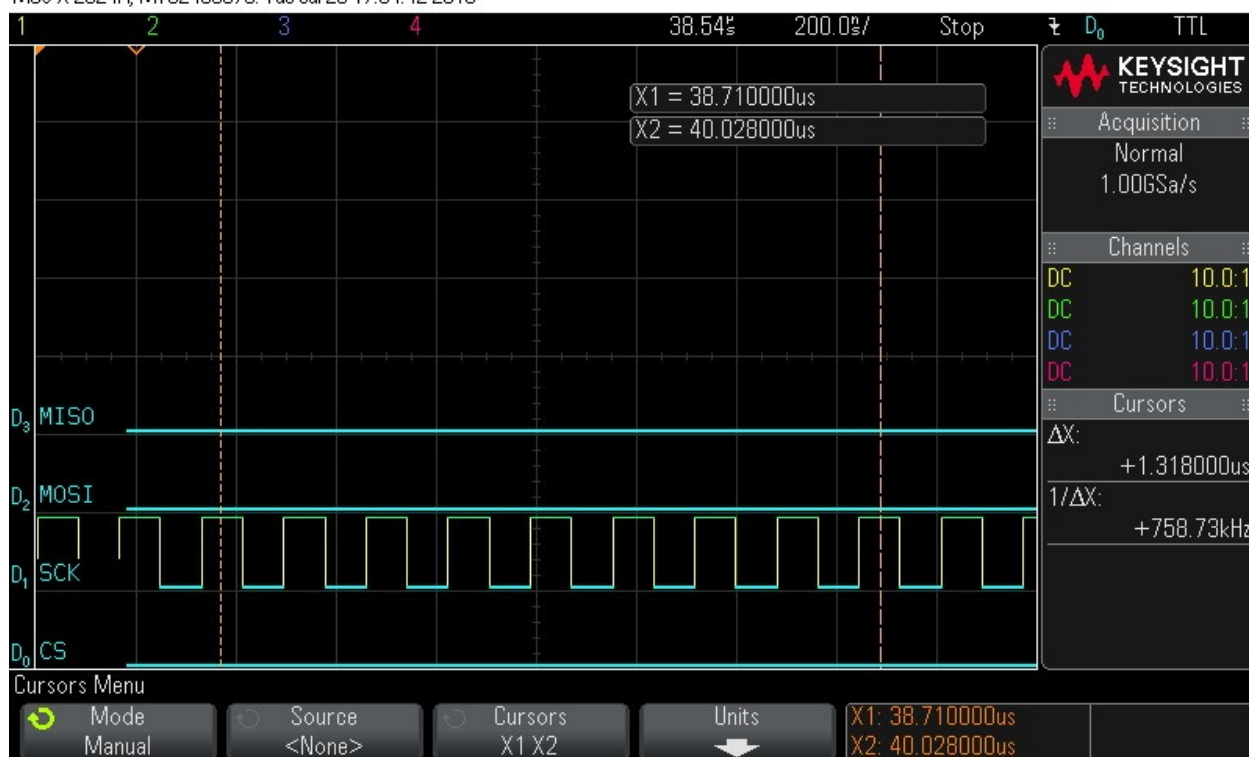 1 2 3 4 38.54㎲ 200.0㎱/ Stop D₀ TTL
KEYSIGHT
TECHNOLOGIES
X1 = 38.710000us
X2 = 40.028000us
Acquisition
Normal
1.00GSa/s
Channels
DC 10.0:1
DC 10.0:1
DC 10.0:1
DC 10.0:1
Cursors
ΔX:
+1.318000us
1/ΔX:
+758.73kHz
D₃ MISO
D₂ MOSI
D₁ SCK
D₀ CS
Cursors Menu
Mode
Manual
Source
<None>
Cursors
X1 X2
Units
X1: 38.710000us
X2: 40.028000us